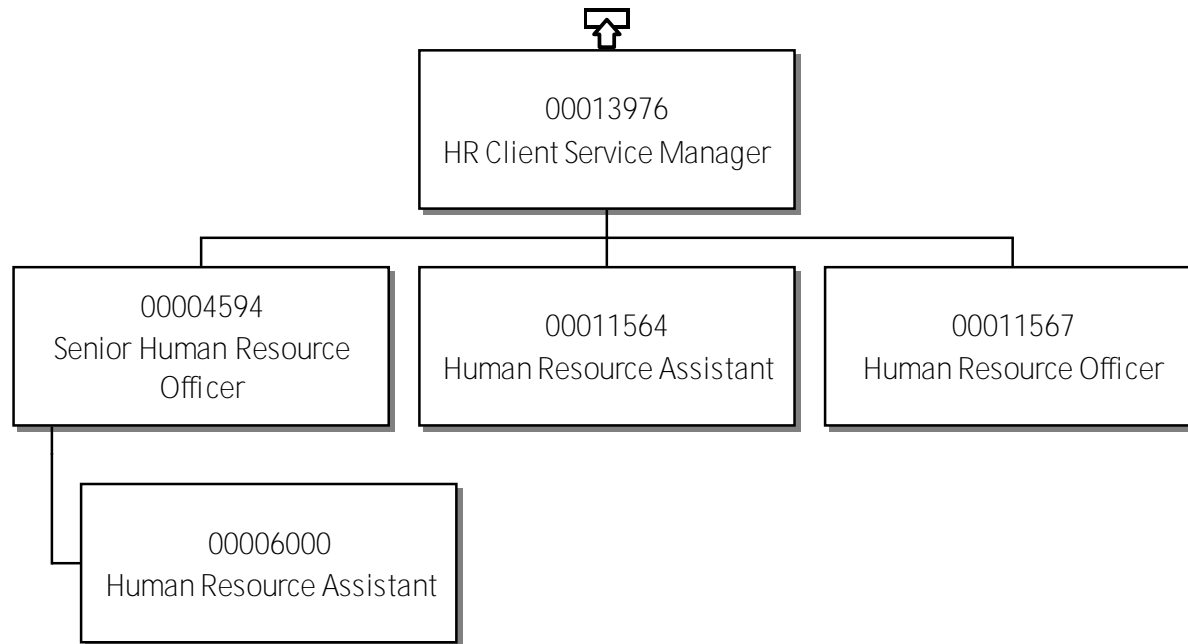 00013976
HR Client Service Manager
00004594
Senior Human Resource
Officer
00011564
Human Resource Assistant
00011567
Human Resource Officer
00006000
Human Resource Assistant